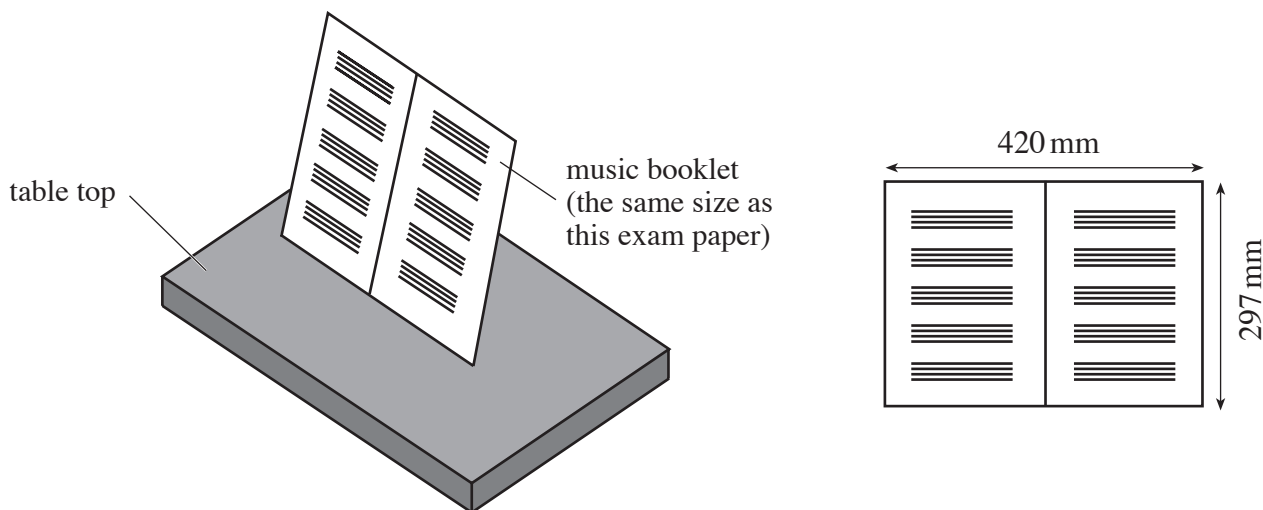 table top
music booklet
(the same size as
this exam paper)
420 mm
297 mm